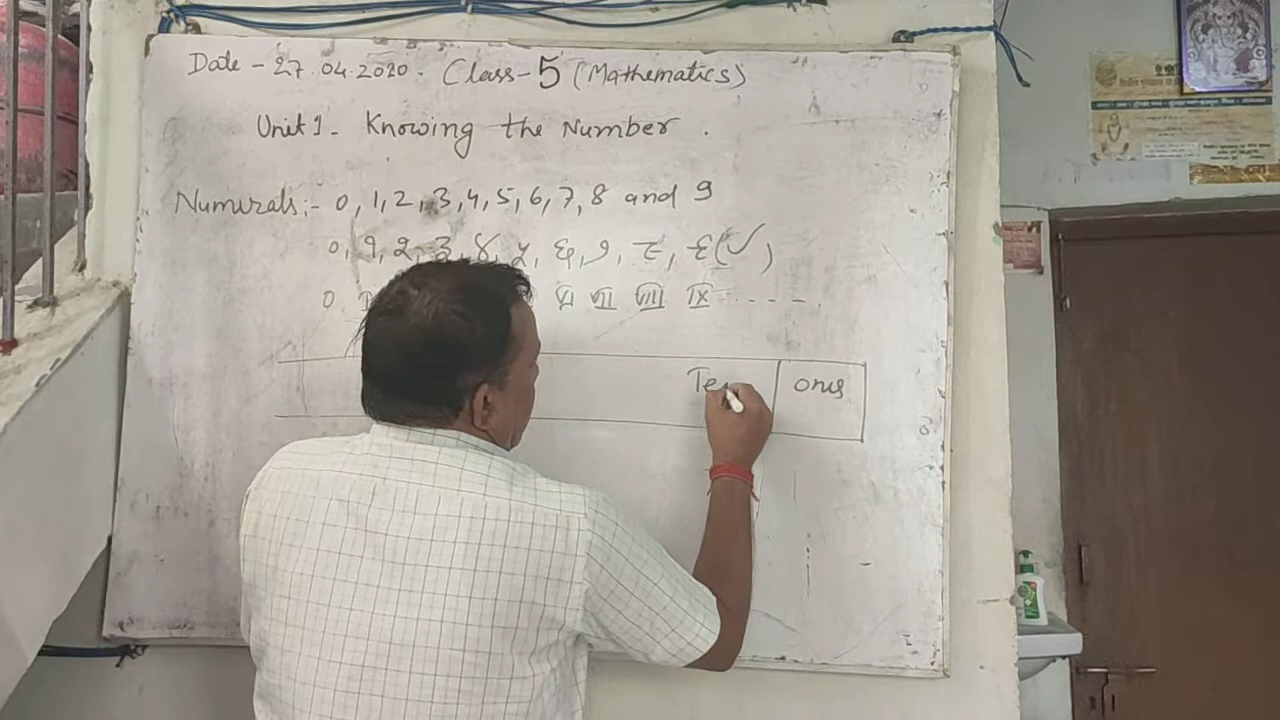 Date - 27.04.2020. Class-5 (Mathematics)
Unit 1 - Knowing the Number.
Numerals:- 0, 1, 2, 3, 4, 5, 6, 7, 8 and 9
0, १, २, ३, ४, ५, ६, ७, ८, ९ (✓)
0 VI VII VIII IX - - - - - .
Ten ones